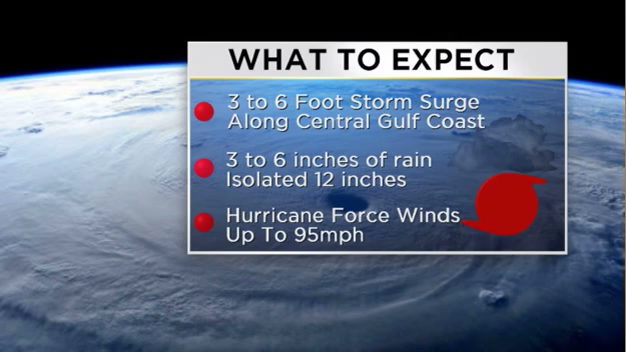 WHAT TO EXPECT
3 to 6 Foot Storm Surge
Along Central Gulf Coast
3 to 6 inches of rain
Isolated 12 inches
Hurricane Force Winds
Up To 95mph